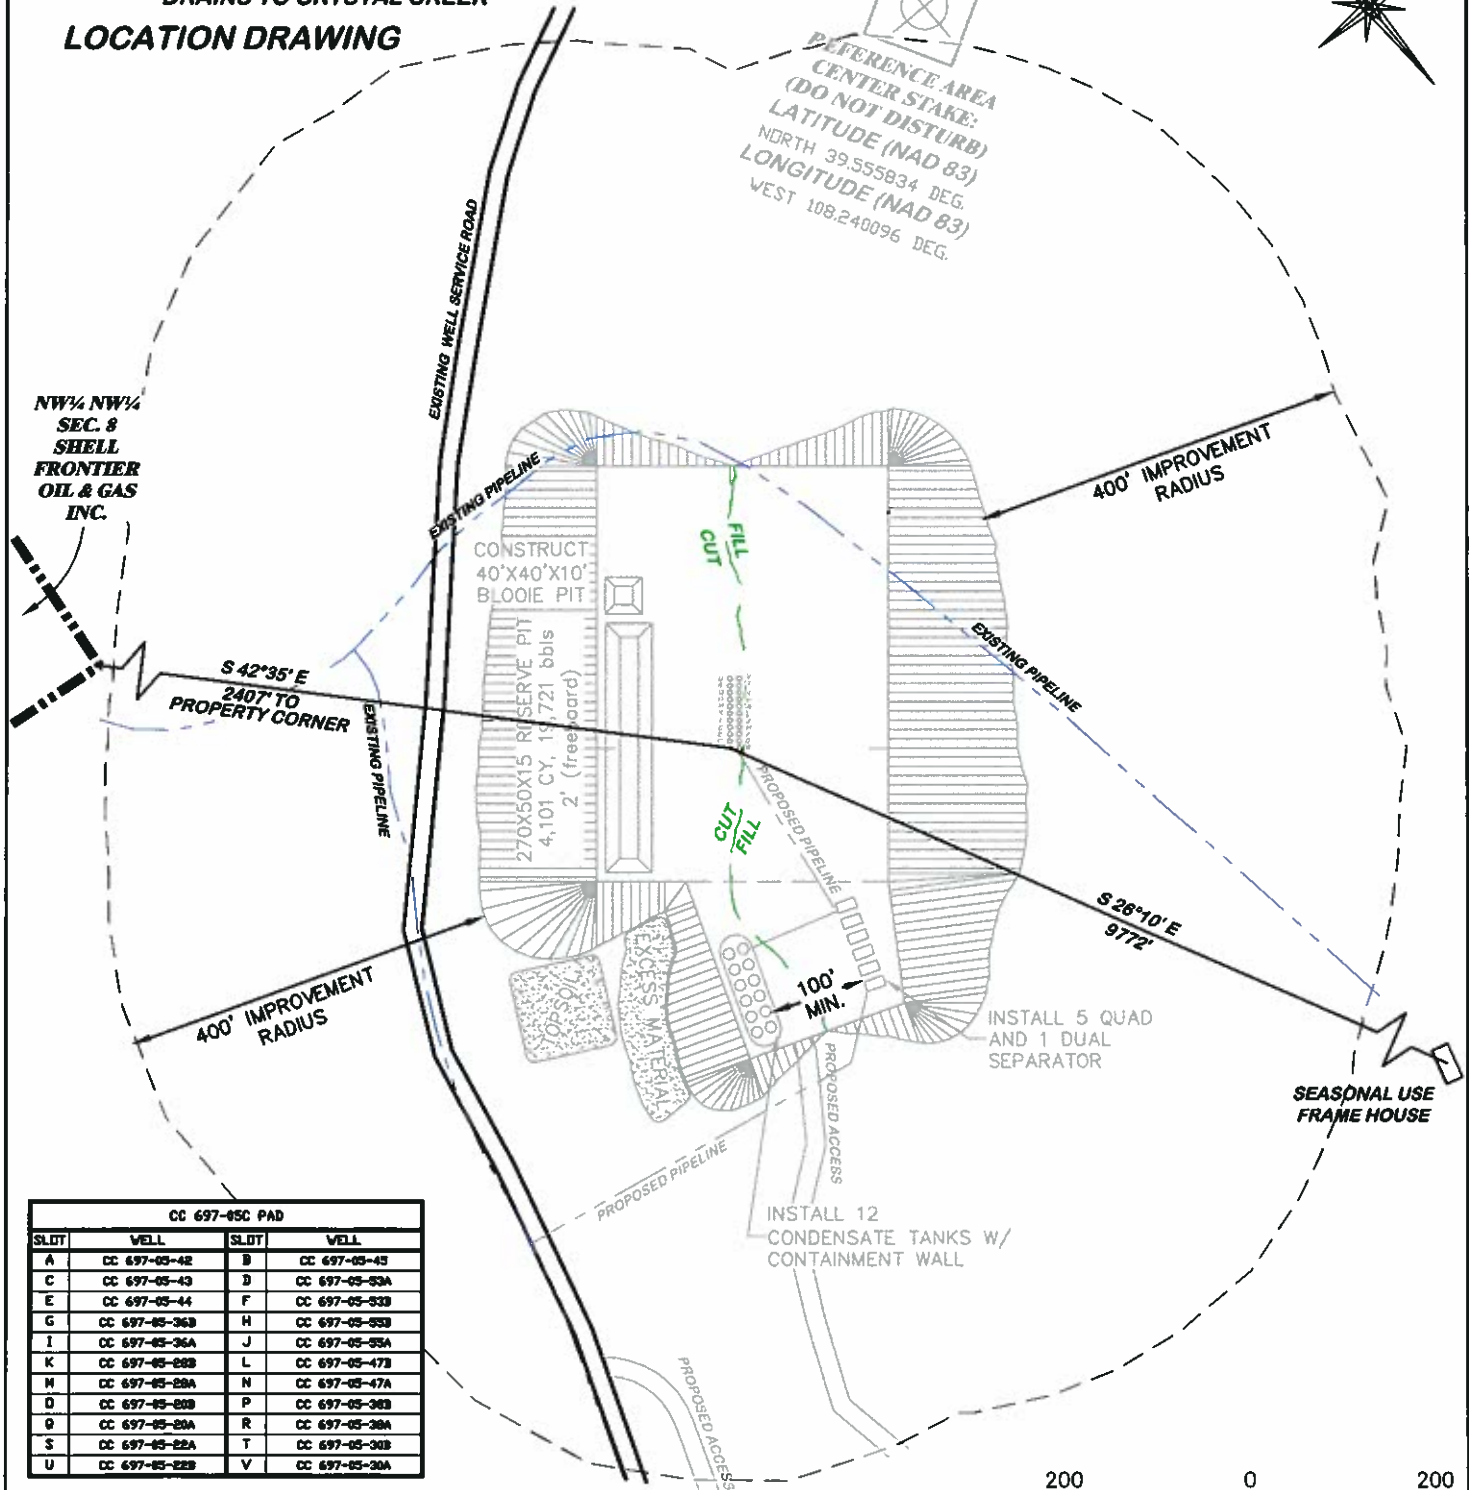 LOCATION DRAWING
REFERENCE AREA
CENTER STAKE:
(DO NOT DISTURB)
LATITUDE (NAD 83)
NORTH 39.555834 DEG.
LONGITUDE (NAD 83)
WEST 108.240096 DEG.
EXISTING WELL SERVICE ROAD
NW¼ NW¼
SEC. 8
SHELL
FRONTIER
OIL & GAS
INC.
400' IMPROVEMENT
RADIUS
EXISTING PIPELINE
FILL
CUT
CONSTRUCT
40'X40'X10'
BLOOIE PIT
270X50X15 RESERVE PIT
4,101 CY, 19,721 bbls
2' (freeboard)
EXISTING PIPELINE
S 42°35' E
2407' TO
PROPERTY CORNER
EXISTING PIPELINE
PROPOSED PIPELINE
CUT
FILL
S 26°10' E
9772'
400' IMPROVEMENT
RADIUS
TOPSOIL
EXCESS MATERIAL
100'
MIN.
INSTALL 5 QUAD
AND 1 DUAL
SEPARATOR
SEASONAL USE
FRAME HOUSE
PROPOSED ACCESS
PROPOSED PIPELINE
INSTALL 12
CONDENSATE TANKS W/
CONTAINMENT WALL
PROPOSED ACCESS
CC 697-05C PAD
SLOT WELL SLOT WELL
A CC 697-05-42 B CC 697-05-45
C CC 697-05-43 D CC 697-05-53A
E CC 697-05-44 F CC 697-05-53B
G CC 697-05-36B H CC 697-05-55B
I CC 697-05-36A J CC 697-05-55A
K CC 697-05-28B L CC 697-05-47B
M CC 697-05-28A N CC 697-05-47A
O CC 697-05-20B P CC 697-05-38B
Q CC 697-05-20A R CC 697-05-38A
S CC 697-05-22A T CC 697-05-30B
U CC 697-05-22B V CC 697-05-30A
200 0 200